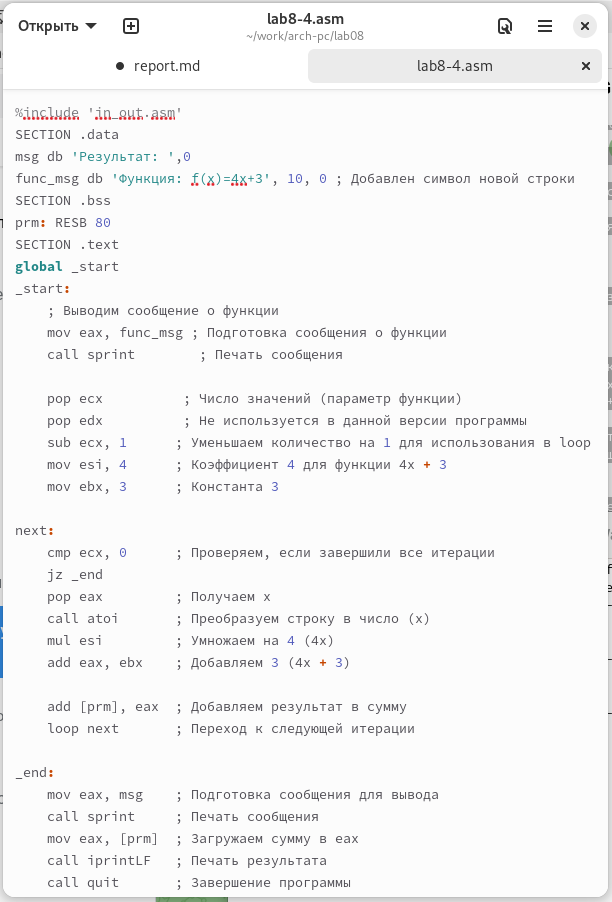 Открыть
lab8-4.asm
~/work/arch-pc/lab08
report.md
lab8-4.asm
%include 'in_out.asm'
SECTION .data
msg db 'Результат: ',0
func_msg db 'Функция: f(x)=4x+3', 10, 0 ; Добавлен символ новой строки
SECTION .bss
prm: RESB 80
SECTION .text
global _start
_start:
    ; Выводим сообщение о функции
    mov eax, func_msg ; Подготовка сообщения о функции
    call sprint        ; Печать сообщения
    pop ecx          ; Число значений (параметр функции)
    pop edx          ; Не используется в данной версии программы
    sub ecx, 1      ; Уменьшаем количество на 1 для использования в loop
    mov esi, 4      ; Коэффициент 4 для функции 4x + 3
    mov ebx, 3      ; Константа 3
next:
    cmp ecx, 0      ; Проверяем, если завершили все итерации
    jz _end
    pop eax         ; Получаем x
    call atoi       ; Преобразуем строку в число (x)
    mul esi         ; Умножаем на 4 (4x)
    add eax, ebx    ; Добавляем 3 (4x + 3)
    add [prm], eax  ; Добавляем результат в сумму
    loop next       ; Переход к следующей итерации
_end:
    mov eax, msg    ; Подготовка сообщения для вывода
    call sprint     ; Печать сообщения
    mov eax, [prm]  ; Загружаем сумму в eax
    call iprintLF   ; Печать результата
    call quit       ; Завершение программы